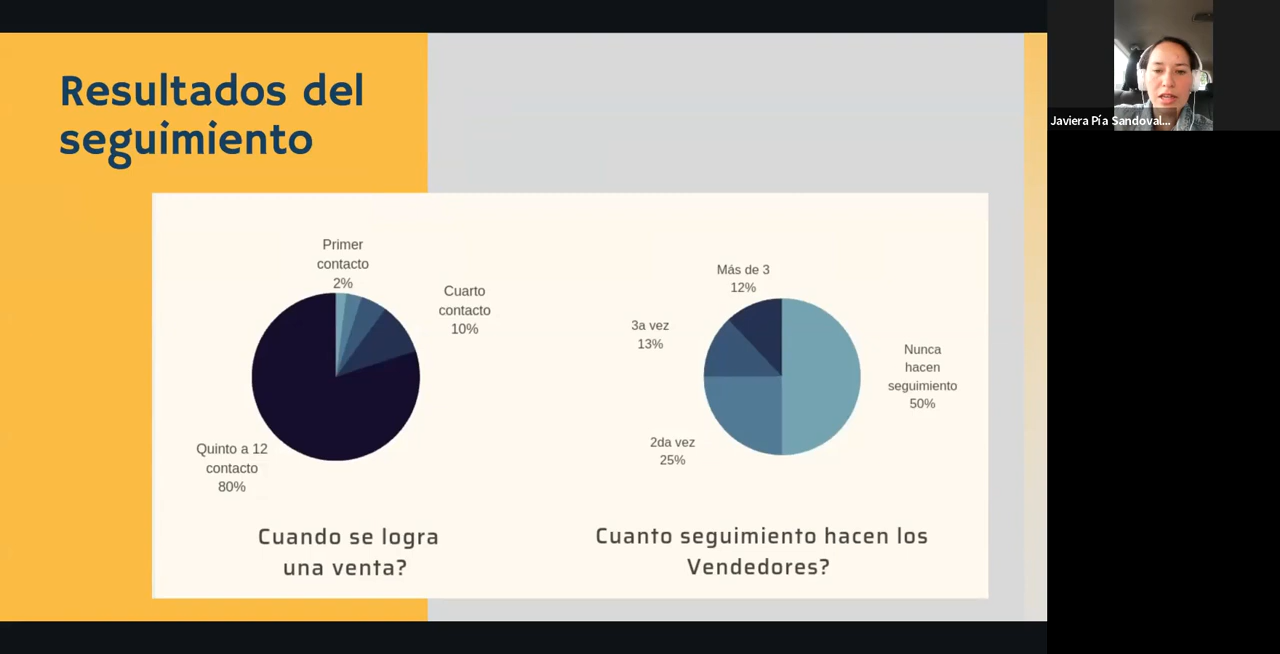 Resultados del
seguimiento
Primer
contacto
2%
Cuarto
contacto
10%
Quinto a 12
contacto
80%
Cuando se logra
una venta?
Más de 3
12%
3a vez
13%
Nunca
hacen
seguimiento
50%
2da vez
25%
Cuanto seguimiento hacen los
Vendedores?
Javiera Pía Sandoval...